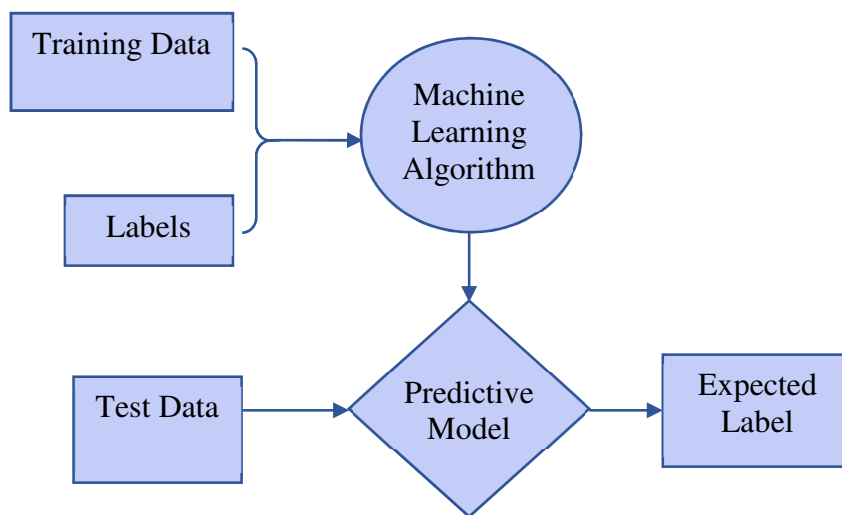 Training Data
Labels
Machine
Learning
Algorithm
Test Data
Predictive
Model
Expected
Label